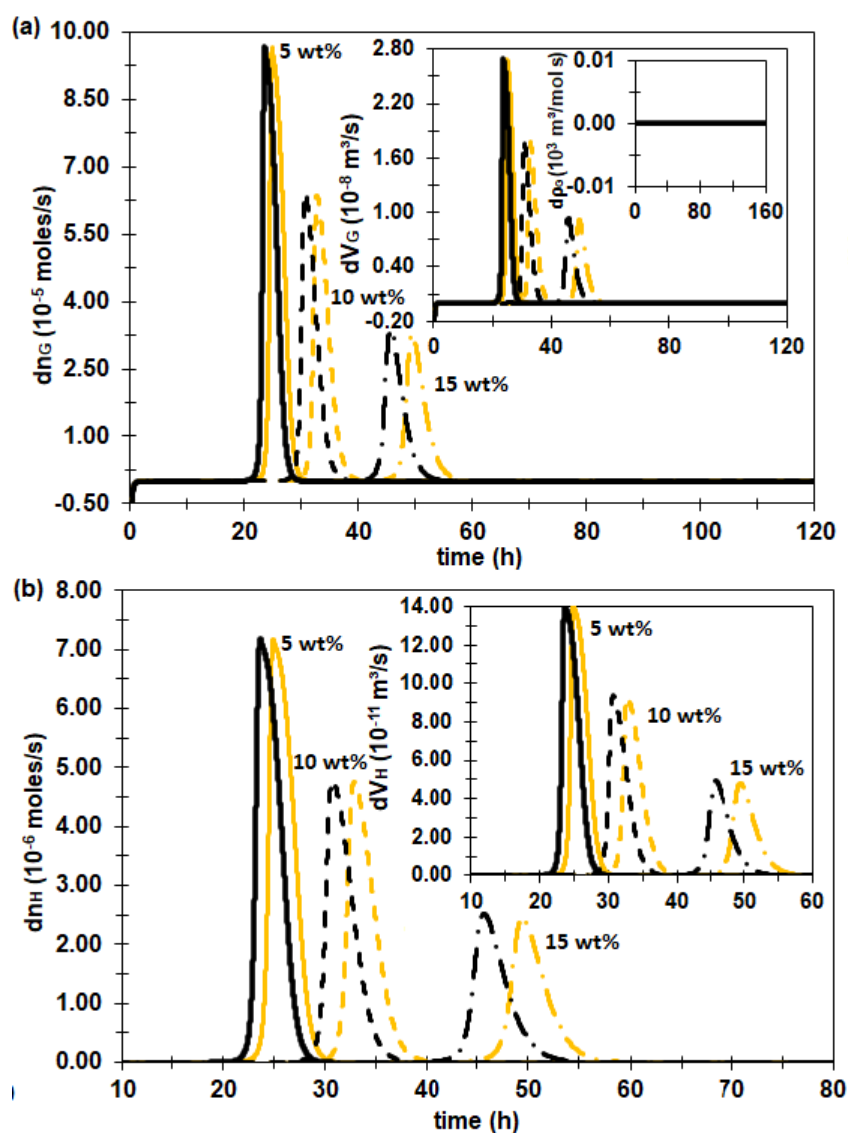 (a)
10.00
8.50
7.00
5.50
4.00
2.50
1.00
-0.50
dnG (10-5 moles/s)
0 20 40 60 80 100 120
time (h)
5 wt%
10 wt%
15 wt%
2.80
2.20
1.60
1.00
0.40
-0.20
dVG (10-8 m3/s)
0 40 80 120
0.01
0.00
-0.01
dρG (103 m3/mol s)
0 80 160
(b)
8.00
7.00
6.00
5.00
4.00
3.00
2.00
1.00
0.00
dnH (10-6 moles/s)
10 20 30 40 50 60 70 80
time (h)
5 wt%
10 wt%
15 wt%
14.00
12.00
10.00
8.00
6.00
4.00
2.00
0.00
dVH (10-11 m3/s)
10 20 30 40 50 60
5 wt%
10 wt%
15 wt%
)